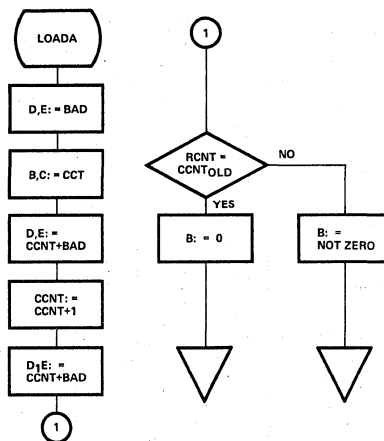 LOADA
D,E: = BAD
B,C: = CCT
D,E: =
CCNT+BAD
CCNT: =
CCNT+1
D1E: =
CCNT+BAD
1
1
RCNT =
CCNTOLD
NO
YES
B: = 0
B: =
NOT ZERO